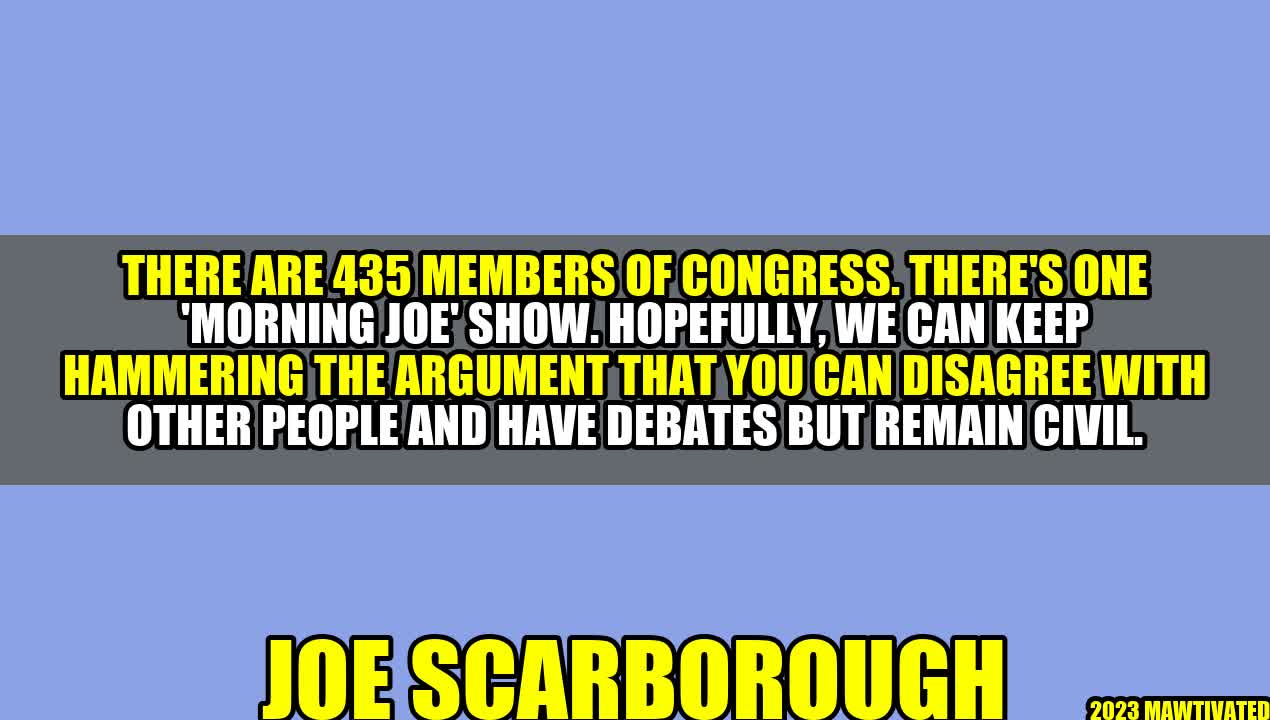 THERE ARE 435 MEMBERS OF CONGRESS. THERE'S ONE
'MORNING JOE' SHOW. HOPEFULLY, WE CAN KEEP
HAMMERING THE ARGUMENT THAT YOU CAN DISAGREE WITH
OTHER PEOPLE AND HAVE DEBATES BUT REMAIN CIVIL.
JOE SCARBOROUGH
2023 MAWTIVATED